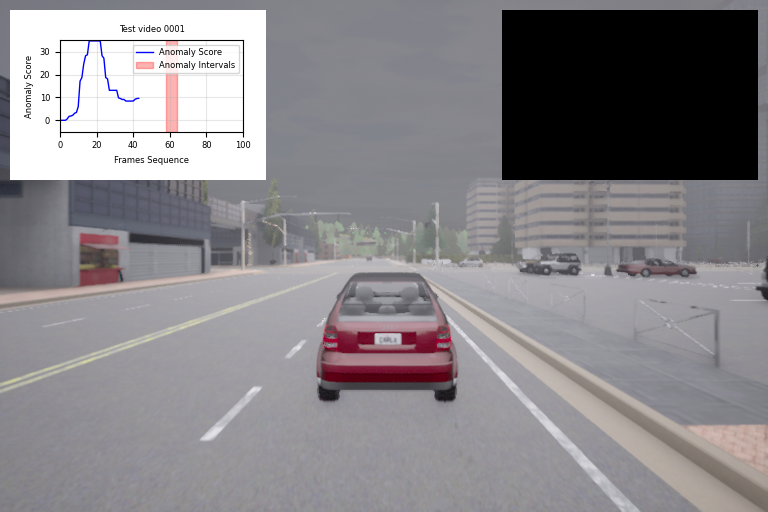 Test video 0001
Anomaly Score
Anomaly Intervals
Anomaly Score
30
20
10
0
0 20 40 60 80 100
Frames Sequence
CARLA